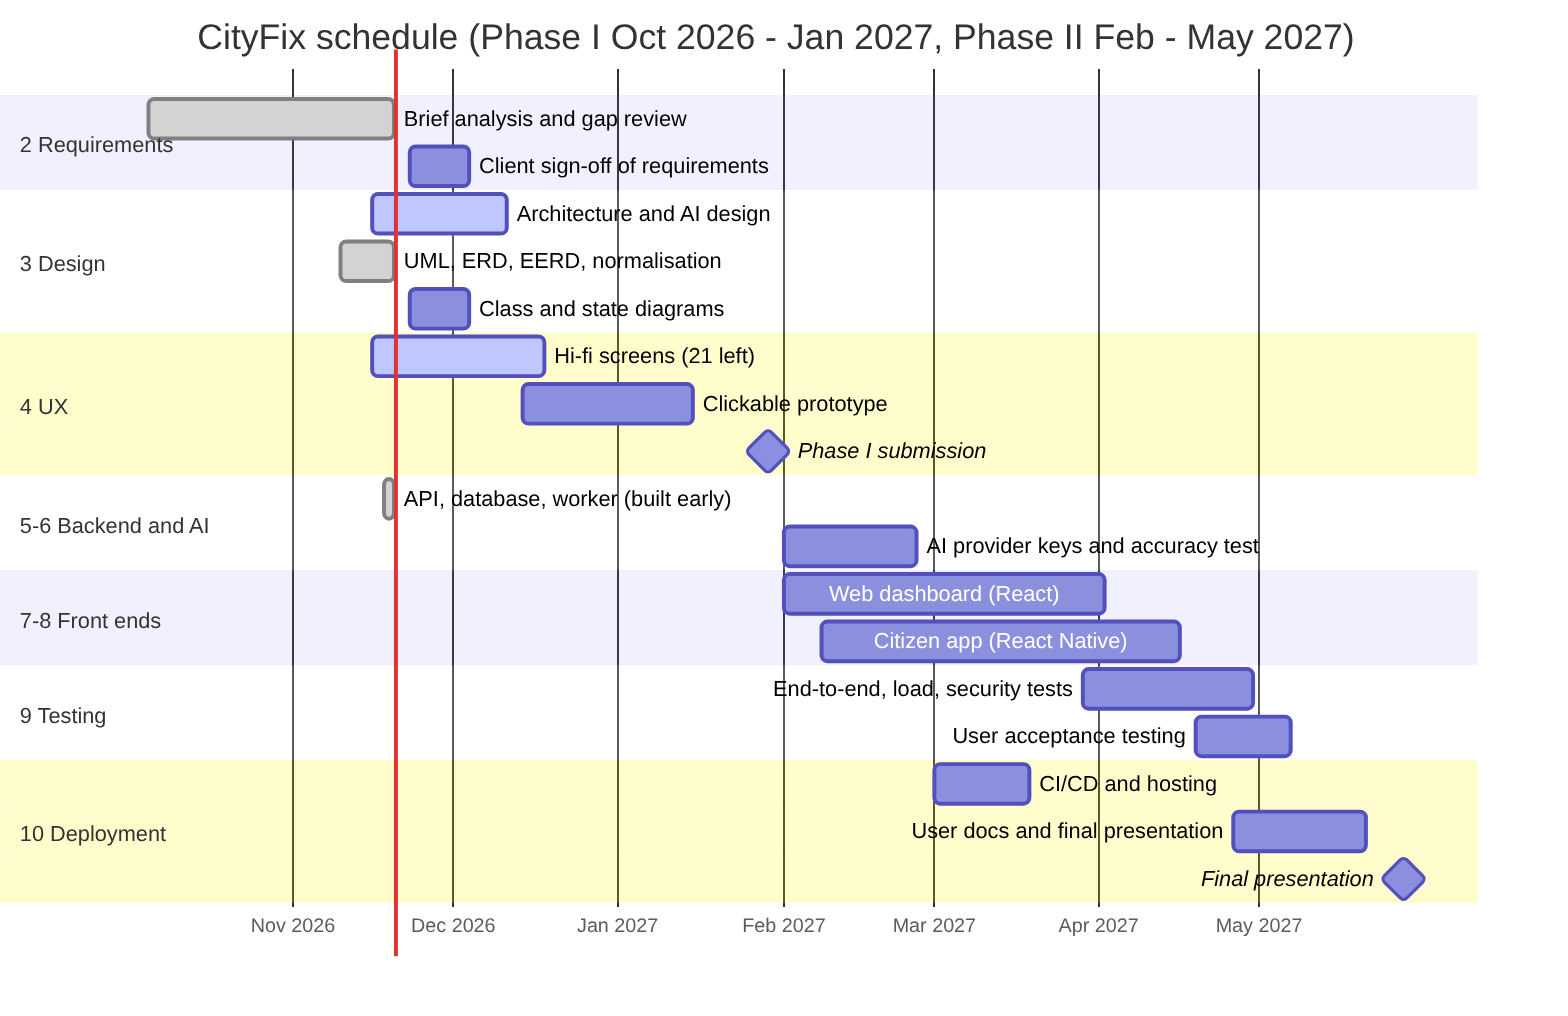 CityFix schedule (Phase I Oct 2026 - Jan 2027, Phase II Feb - May 2027)
2 Requirements
Brief analysis and gap review
Client sign-off of requirements
3 Design
Architecture and AI design
UML, ERD, EERD, normalisation
Class and state diagrams
4 UX
Hi-fi screens (21 left)
Clickable prototype
Phase I submission
5-6 Backend and AI
API, database, worker (built early)
AI provider keys and accuracy test
7-8 Front ends
Web dashboard (React)
Citizen app (React Native)
9 Testing
End-to-end, load, security tests
User acceptance testing
10 Deployment
CI/CD and hosting
User docs and final presentation
Final presentation
Nov 2026 Dec 2026 Jan 2027 Feb 2027 Mar 2027 Apr 2027 May 2027